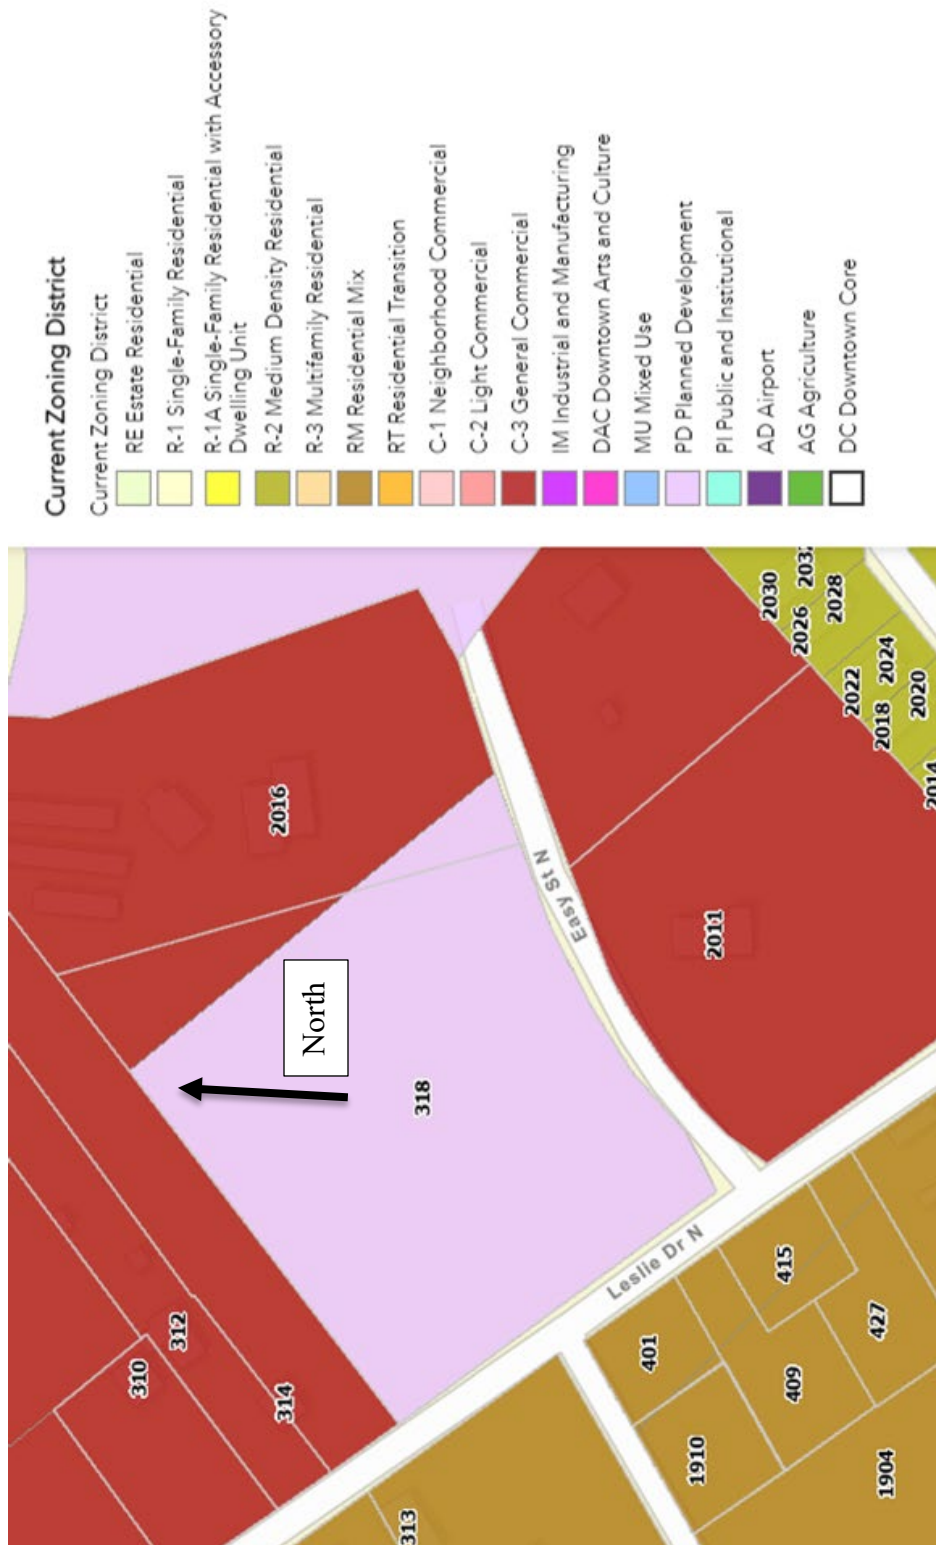 Current Zoning District
Current Zoning District
RE Estate Residential
R-1 Single-Family Residential
R-1A Single-Family Residential with Accessory
Dwelling Unit
R-2 Medium Density Residential
R-3 Multifamily Residential
RM Residential Mix
RT Residential Transition
C-1 Neighborhood Commercial
C-2 Light Commercial
C-3 General Commercial
IM Industrial and Manufacturing
DAC Downtown Arts and Culture
MU Mixed Use
PD Planned Development
PI Public and Institutional
AD Airport
AG Agriculture
DC Downtown Core
2016
North
318
310
312
314
313
Easy St N
Leslie Dr N
2011
2030
2032
2026
2028
2022
2024
2018
2020
2014
401
415
409
427
1910
1904